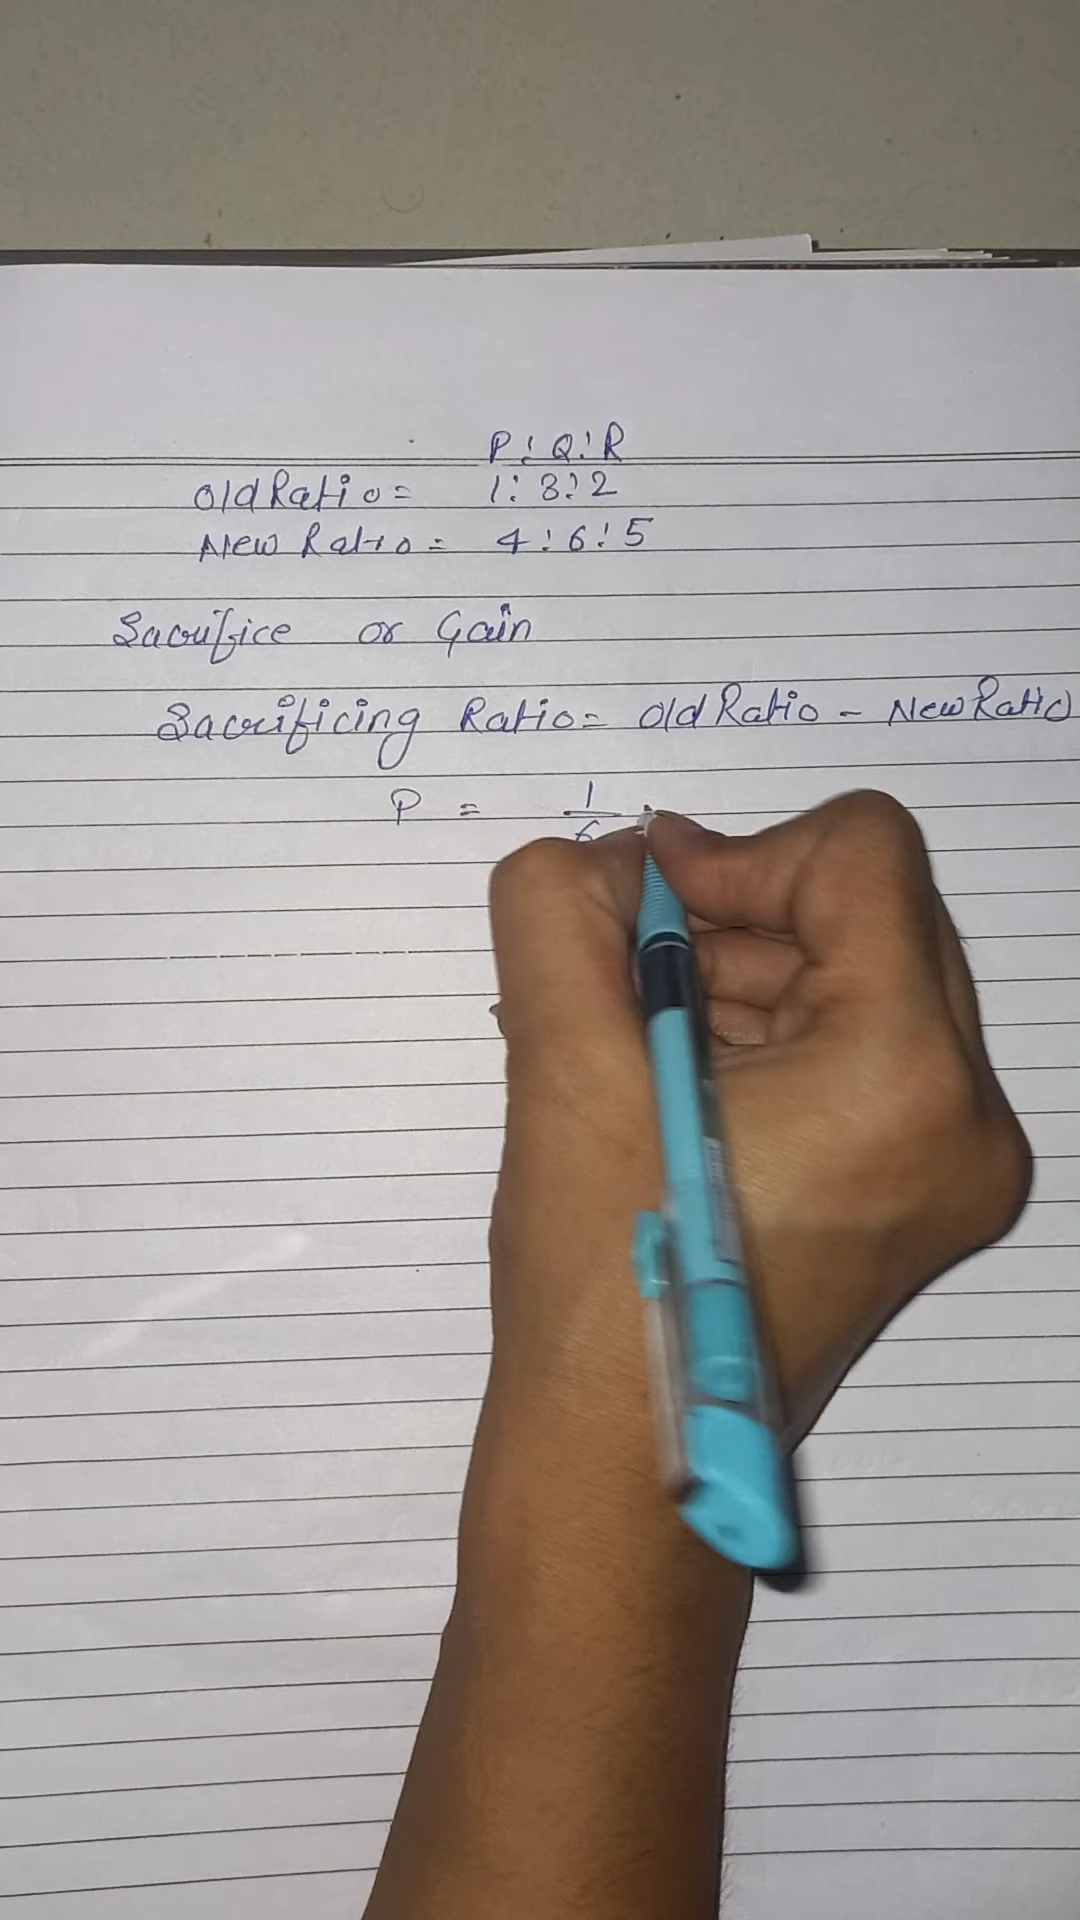 P : Q : R
Old Ratio = 1 : 3 : 2
New Ratio = 4 : 6 : 5
Sacrifice or Gain
Sacrificing Ratio = Old Ratio - New Ratio
P = 1/6